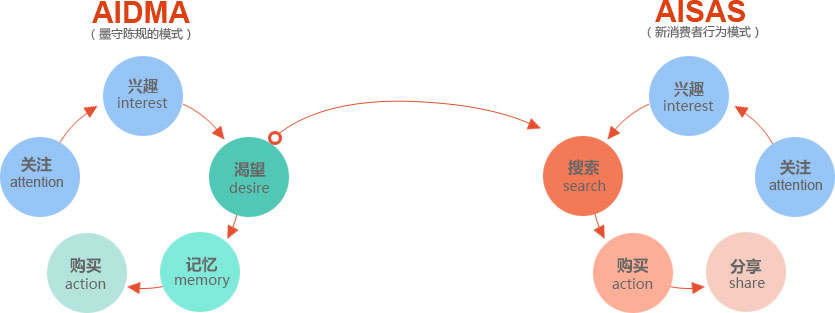 AIDMA
（墨守陈规的模式）
兴趣
interest
关注
attention
渴望
desire
记忆
memory
购买
action
AISAS
（新消费者行为模式）
兴趣
interest
搜索
search
关注
attention
购买
action
分享
share